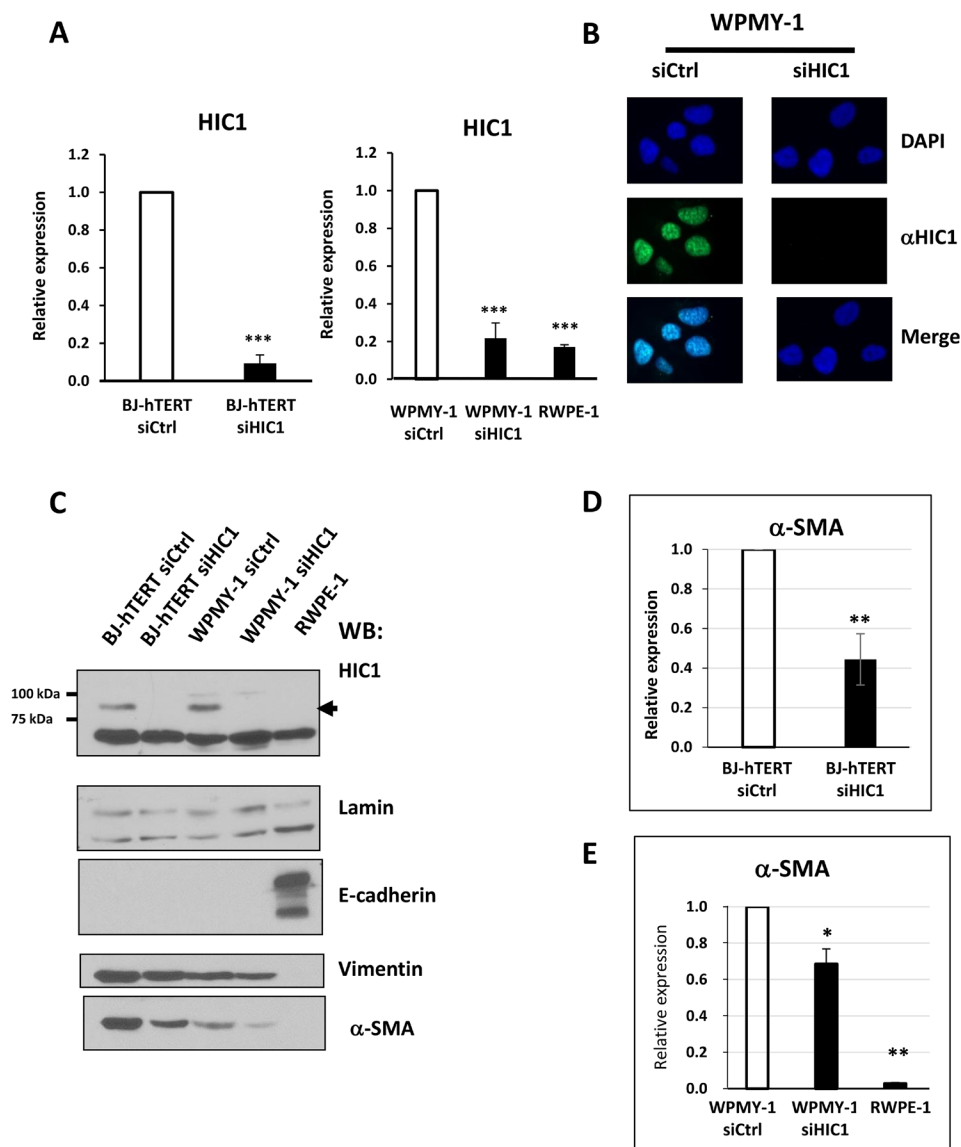 A
HIC1
Relative expression
1.2
1.0
0.8
0.6
0.4
0.2
0.0
***
BJ-hTERT siCtrl
BJ-hTERT siHIC1
HIC1
Relative expression
1.2
1.0
0.8
0.6
0.4
0.2
0.0
***
***
WPMY-1 siCtrl
WPMY-1 siHIC1
RWPE-1
B
WPMY-1
siCtrl
siHIC1
DAPI
αHIC1
Merge
C
BJ-hTERT siCtrl
BJ-hTERT siHIC1
WPMY-1 siCtrl
WPMY-1 siHIC1
RWPE-1
WB:
HIC1
100 kDa
75 kDa
Lamin
E-cadherin
Vimentin
α-SMA
D
α-SMA
Relative expression
1.0
0.8
0.6
0.4
0.2
0.0
**
BJ-hTERT siCtrl
BJ-hTERT siHIC1
E
α-SMA
Relative expression
1.0
0.8
0.6
0.4
0.2
0.0
*
**
WPMY-1 siCtrl
WPMY-1 siHIC1
RWPE-1